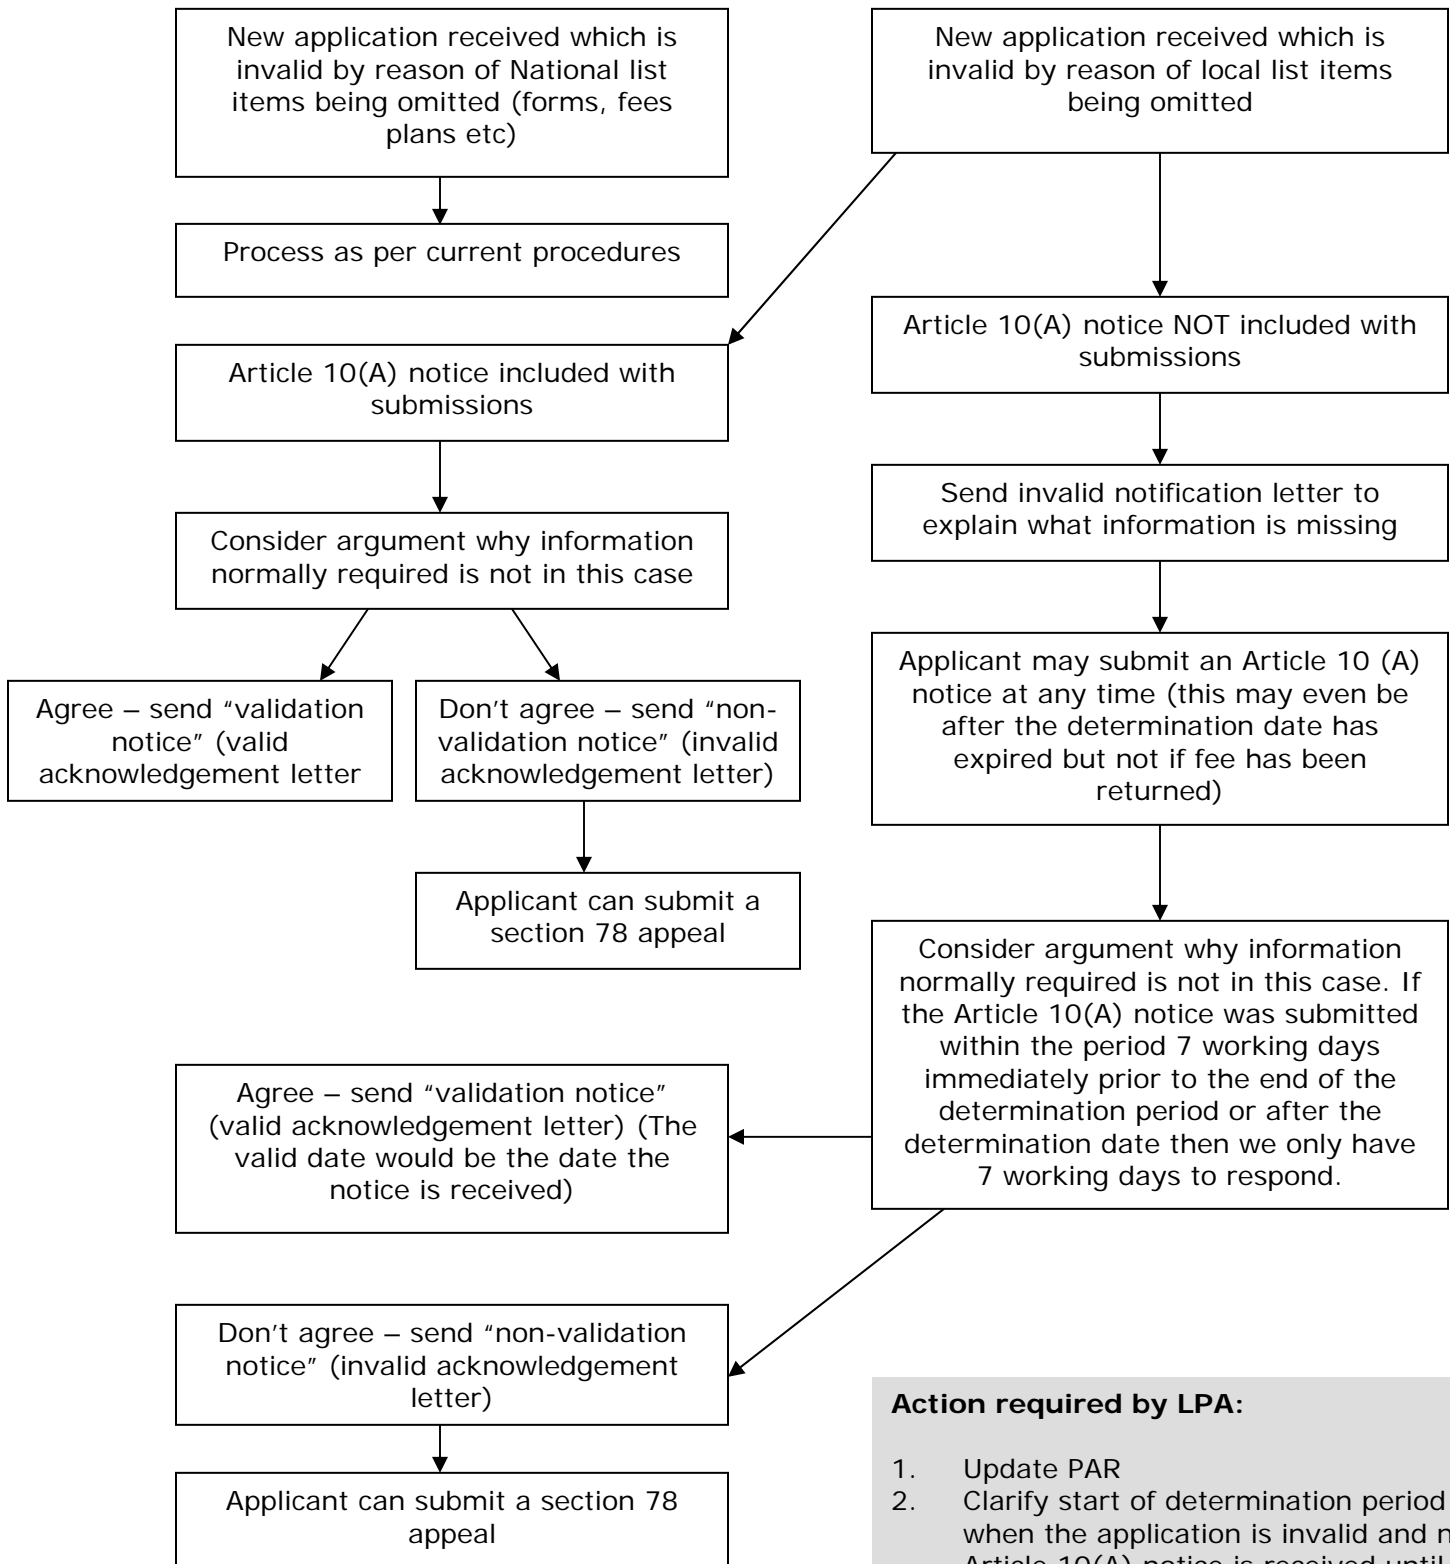 New application received which is
invalid by reason of National list
items being omitted (forms, fees
plans etc)
New application received which is
invalid by reason of local list items
being omitted
Process as per current procedures
Article 10(A) notice included with
submissions
Article 10(A) notice NOT included with
submissions
Consider argument why information
normally required is not in this case
Send invalid notification letter to
explain what information is missing
Agree – send “validation
notice” (valid
acknowledgement letter
Don't agree – send “non-
validation notice” (invalid
acknowledgement letter)
Applicant may submit an Article 10 (A)
notice at any time (this may even be
after the determination date has
expired but not if fee has been
returned)
Applicant can submit a
section 78 appeal
Consider argument why information
normally required is not in this case. If
the Article 10(A) notice was submitted
within the period 7 working days
immediately prior to the end of the
determination period or after the
determination date then we only have
7 working days to respond.
Agree – send “validation notice”
(valid acknowledgement letter) (The
valid date would be the date the
notice is received)
Don't agree – send “non-validation
notice” (invalid acknowledgement
letter)
Applicant can submit a section 78
appeal
Action required by LPA:
1. Update PAR
2. Clarify start of determination period
when the application is invalid and
Article 10(A) notice is received until